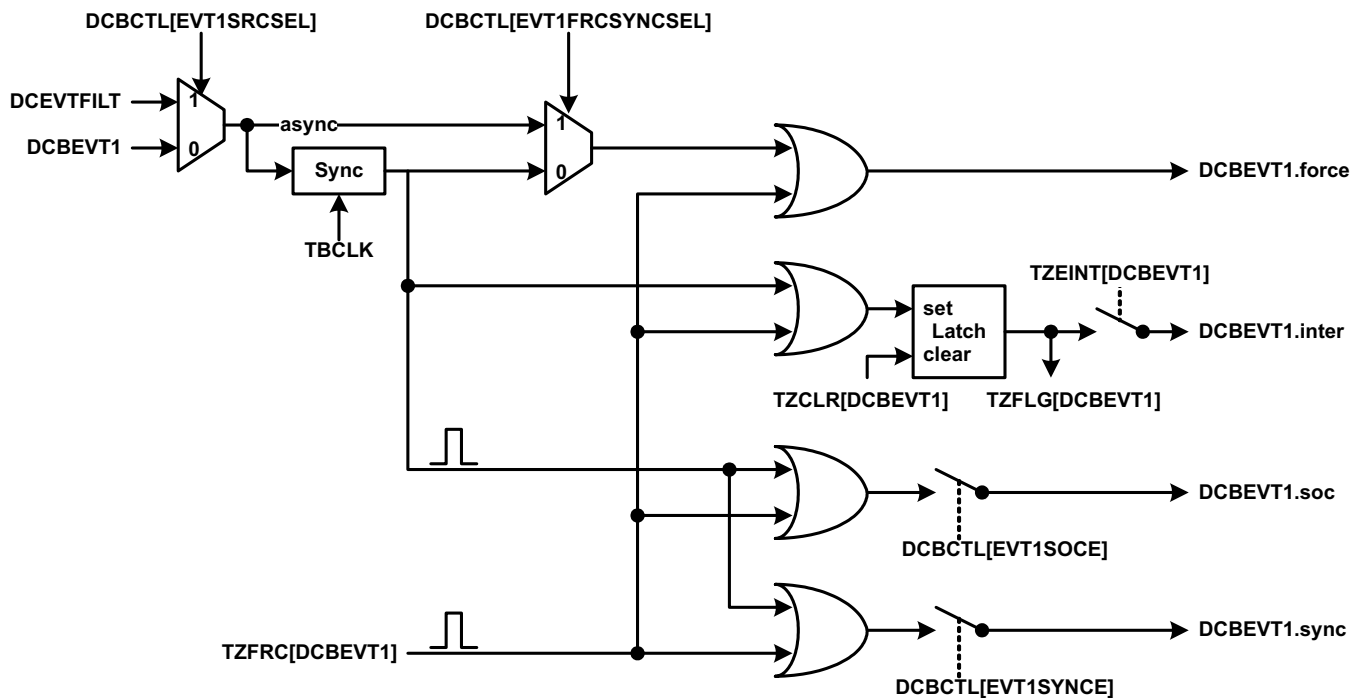 DCBCTL[EVT1SRCSEL]
DCBCTL[EVT1FRCSYNCSEL]
DCEVTFILT
1
async
1
DCBEVT1
0
Sync
0
DCBEVT1.force
TBCLK
TZEINT[DCBEVT1]
set
Latch
DCBEVT1.inter
clear
TZCLR[DCBEVT1]
TZFLG[DCBEVT1]
DCBEVT1.soc
DCBCTL[EVT1SOCE]
TZFRC[DCBEVT1]
DCBEVT1.sync
DCBCTL[EVT1SYNCE]